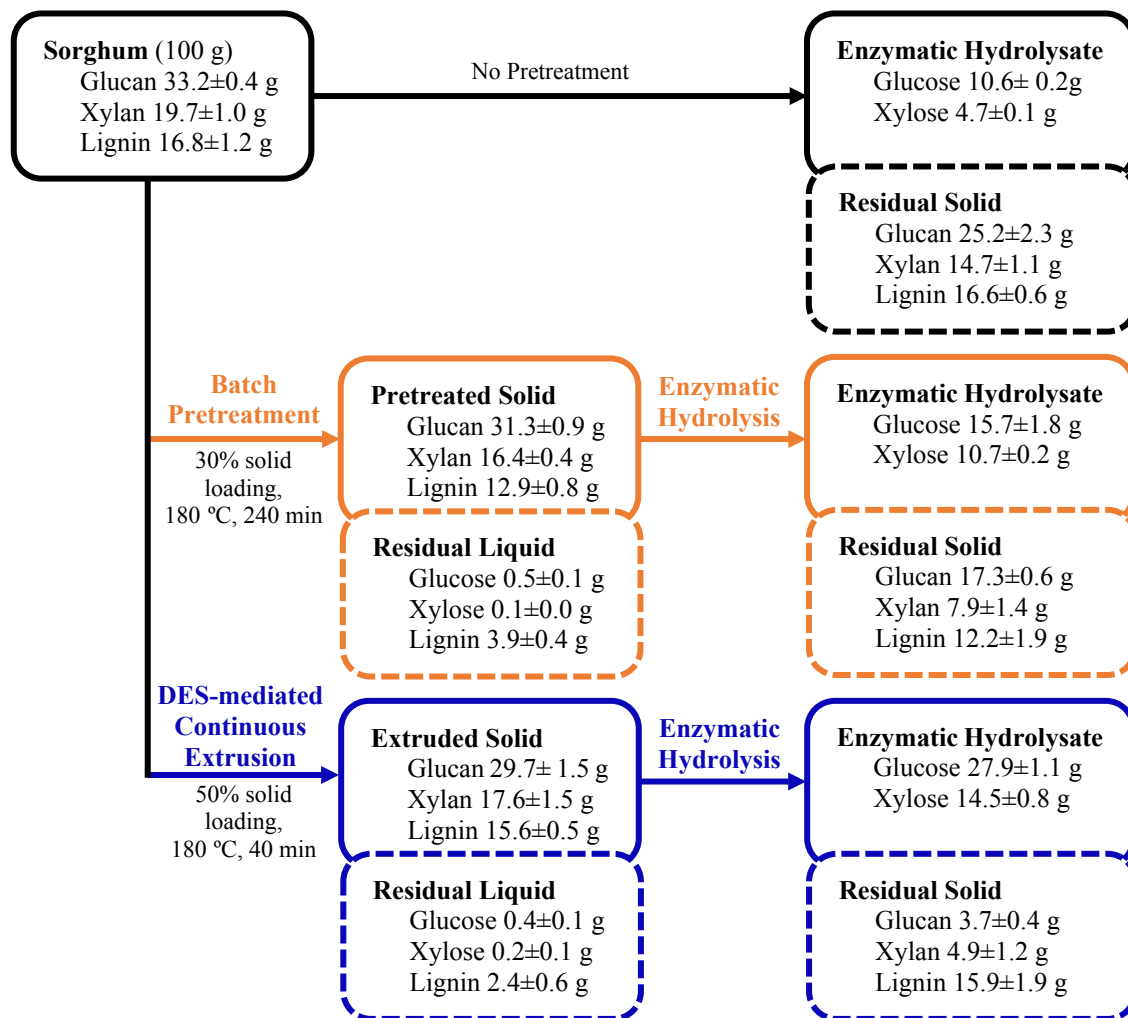 Sorghum (100 g)
Glucan 33.2±0.4 g
Xylan 19.7±1.0 g
Lignin 16.8±1.2 g
No Pretreatment
Enzymatic Hydrolysate
Glucose 10.6± 0.2g
Xylose 4.7±0.1 g
Residual Solid
Glucan 25.2±2.3 g
Xylan 14.7±1.1 g
Lignin 16.6±0.6 g
Batch
Pretreatment
30% solid
loading,
180 ºC, 240 min
Pretreated Solid
Glucan 31.3±0.9 g
Xylan 16.4±0.4 g
Lignin 12.9±0.8 g
Residual Liquid
Glucose 0.5±0.1 g
Xylose 0.1±0.0 g
Lignin 3.9±0.4 g
Enzymatic
Hydrolysis
Enzymatic Hydrolysate
Glucose 15.7±1.8 g
Xylose 10.7±0.2 g
Residual Solid
Glucan 17.3±0.6 g
Xylan 7.9±1.4 g
Lignin 12.2±1.9 g
DES-mediated
Continuous
Extrusion
50% solid
loading,
180 ºC, 40 min
Extruded Solid
Glucan 29.7± 1.5 g
Xylan 17.6±1.5 g
Lignin 15.6±0.5 g
Residual Liquid
Glucose 0.4±0.1 g
Xylose 0.2±0.1 g
Lignin 2.4±0.6 g
Enzymatic
Hydrolysis
Enzymatic Hydrolysate
Glucose 27.9±1.1 g
Xylose 14.5±0.8 g
Residual Solid
Glucan 3.7±0.4 g
Xylan 4.9±1.2 g
Lignin 15.9±1.9 g